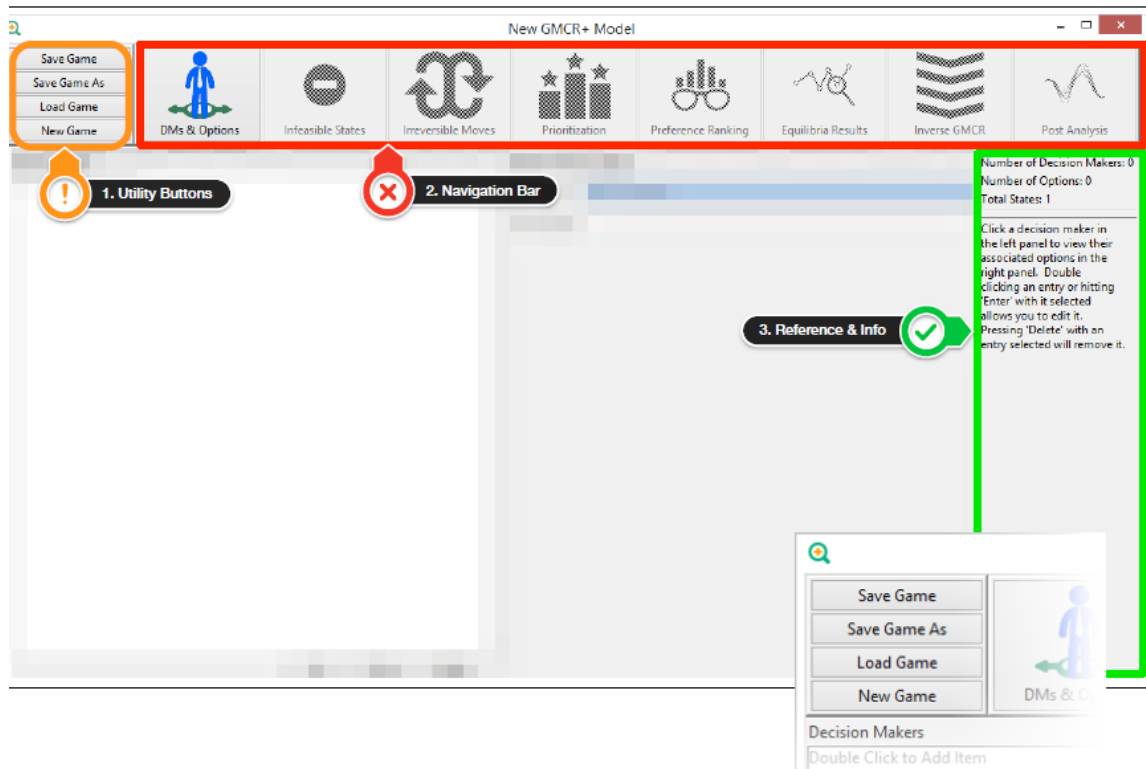 New GMCR+ Model
Save Game
Save Game As
Load Game
New Game
DMs & Options
Infeasible States
Irreversible Moves
Prioritization
Preference Ranking
Equilibria Results
Inverse GMCR
Post Analysis
1. Utility Buttons
2. Navigation Bar
Number of Decision Makers: 0
Number of Options: 0
Total States: 1
Click a decision maker in
the left panel to view their
associated options in the
right panel. Double
clicking an entry or hitting
'Enter' with it selected
allows you to edit it.
Pressing 'Delete' with an
entry selected will remove it.
3. Reference & Info
Save Game
Save Game As
Load Game
New Game
DMs &
Decision Makers
Double Click to Add Item